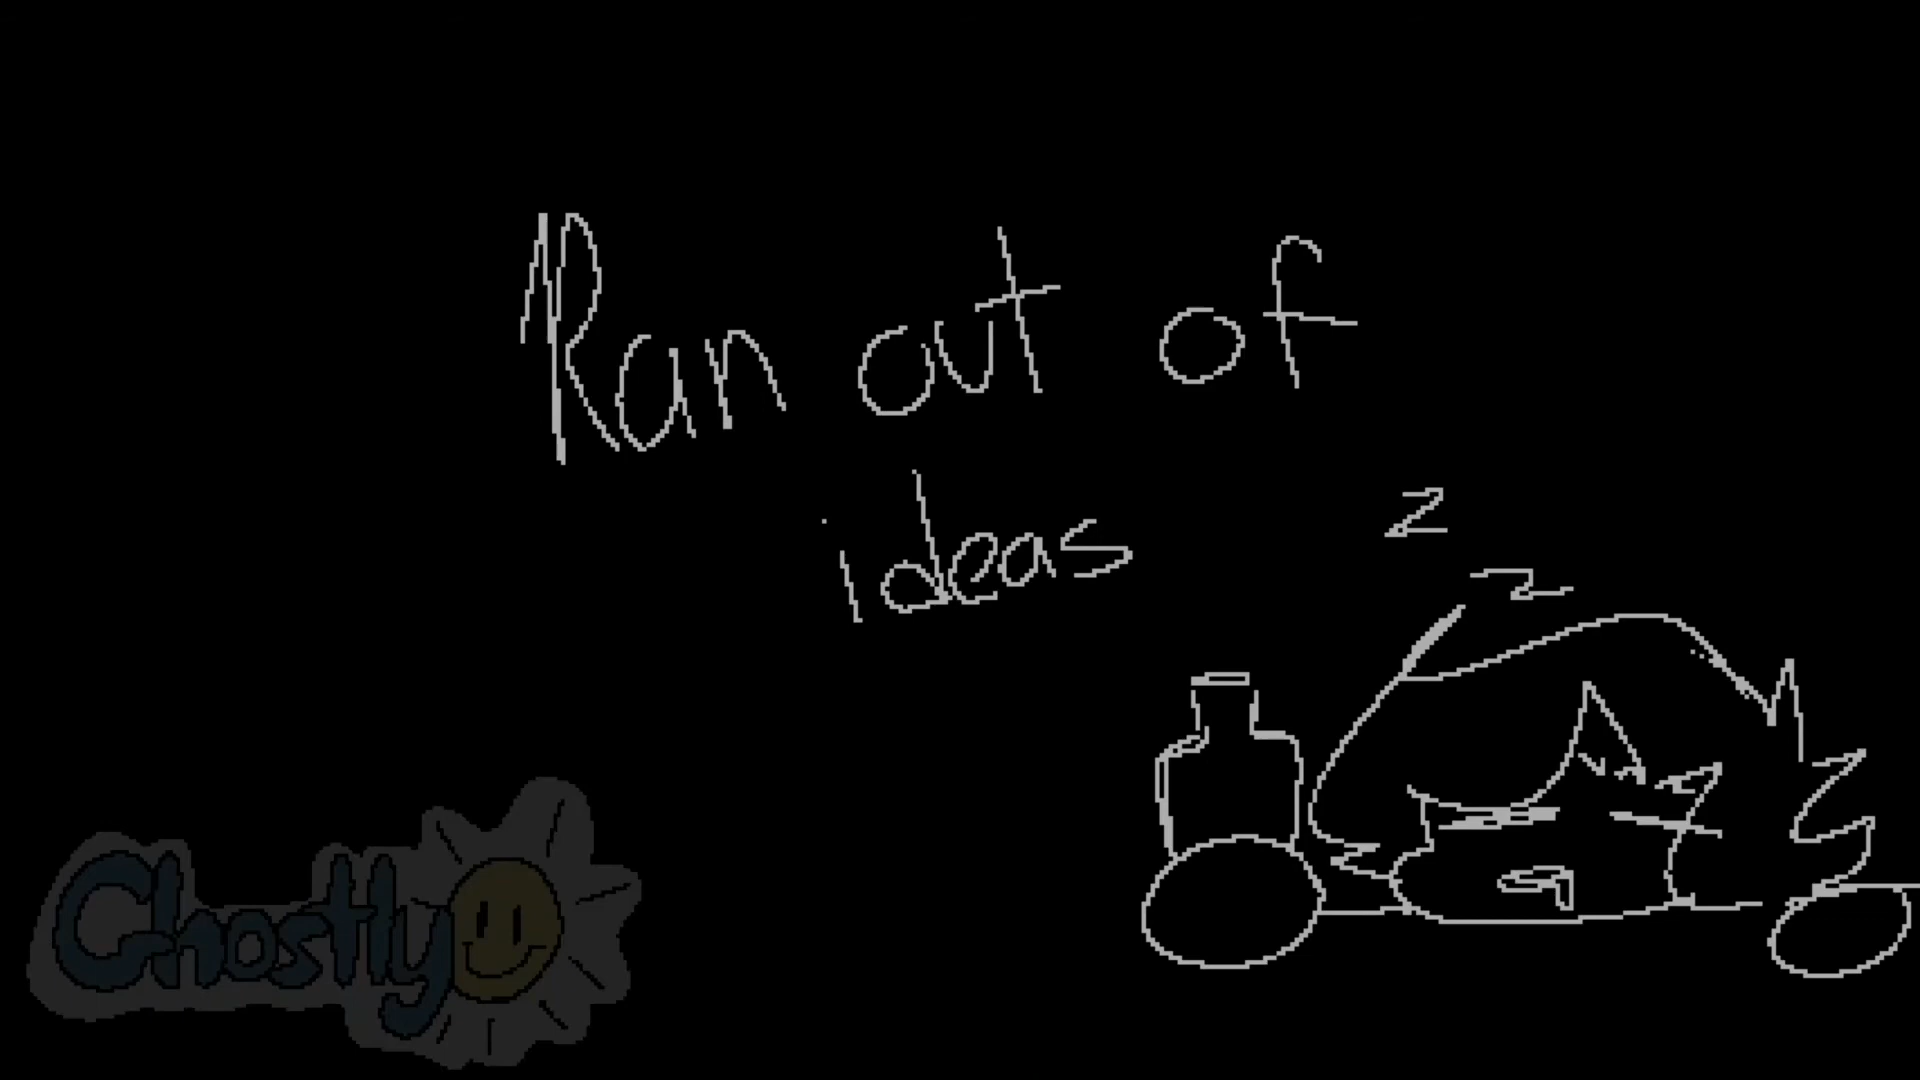 Ran out of
ideas
z
z
Ghostly